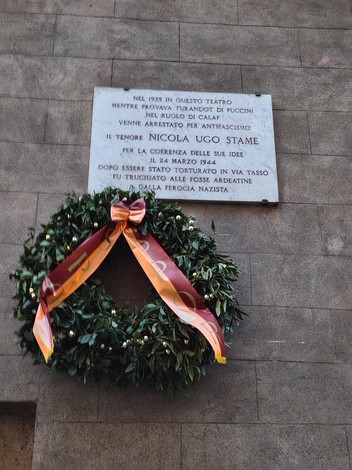 NEL 1939 IN QUESTO TEATRO
MENTRE PROVAVA TURANDOT DI PUCCINI
NEL RUOLO DI CALAF
VENNE ARRESTATO PER ANTIFASCISMO
IL TENORE NICOLA UGO STAME
PER LA COERENZA DELLE SUE IDEE
IL 24 MARZO 1944
DOPO ESSERE STATO TORTURATO IN VIA TASSO
FU TRUCIDATO ALLE FOSSE ARDEATINE
DALLA FEROCIA NAZISTA